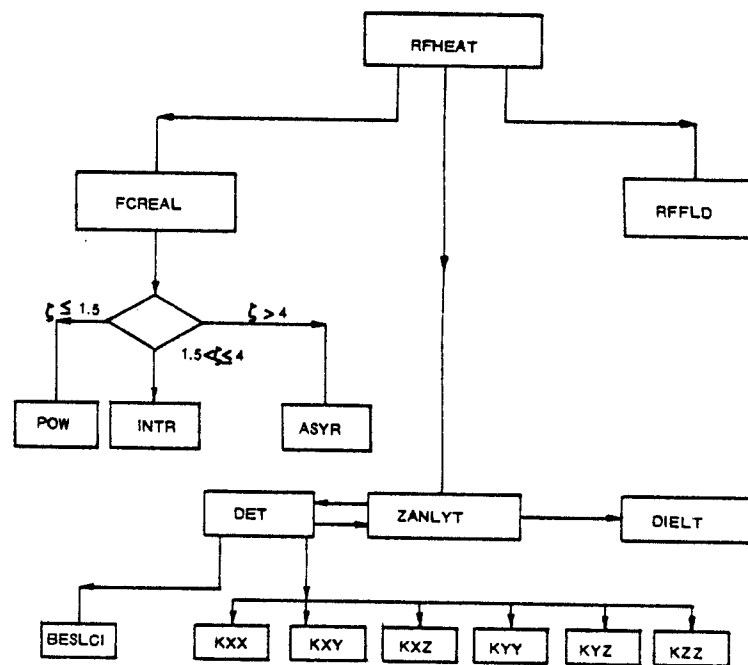 RFHEAT
FCREAL
RFFLD
ζ ≤ 1.5
ζ > 4
1.5<ζ≤ 4
POW
INTR
ASYR
DET
ZANLYT
DIELT
BESLCI
KXX
KXY
KXZ
KYY
KYZ
KZZ